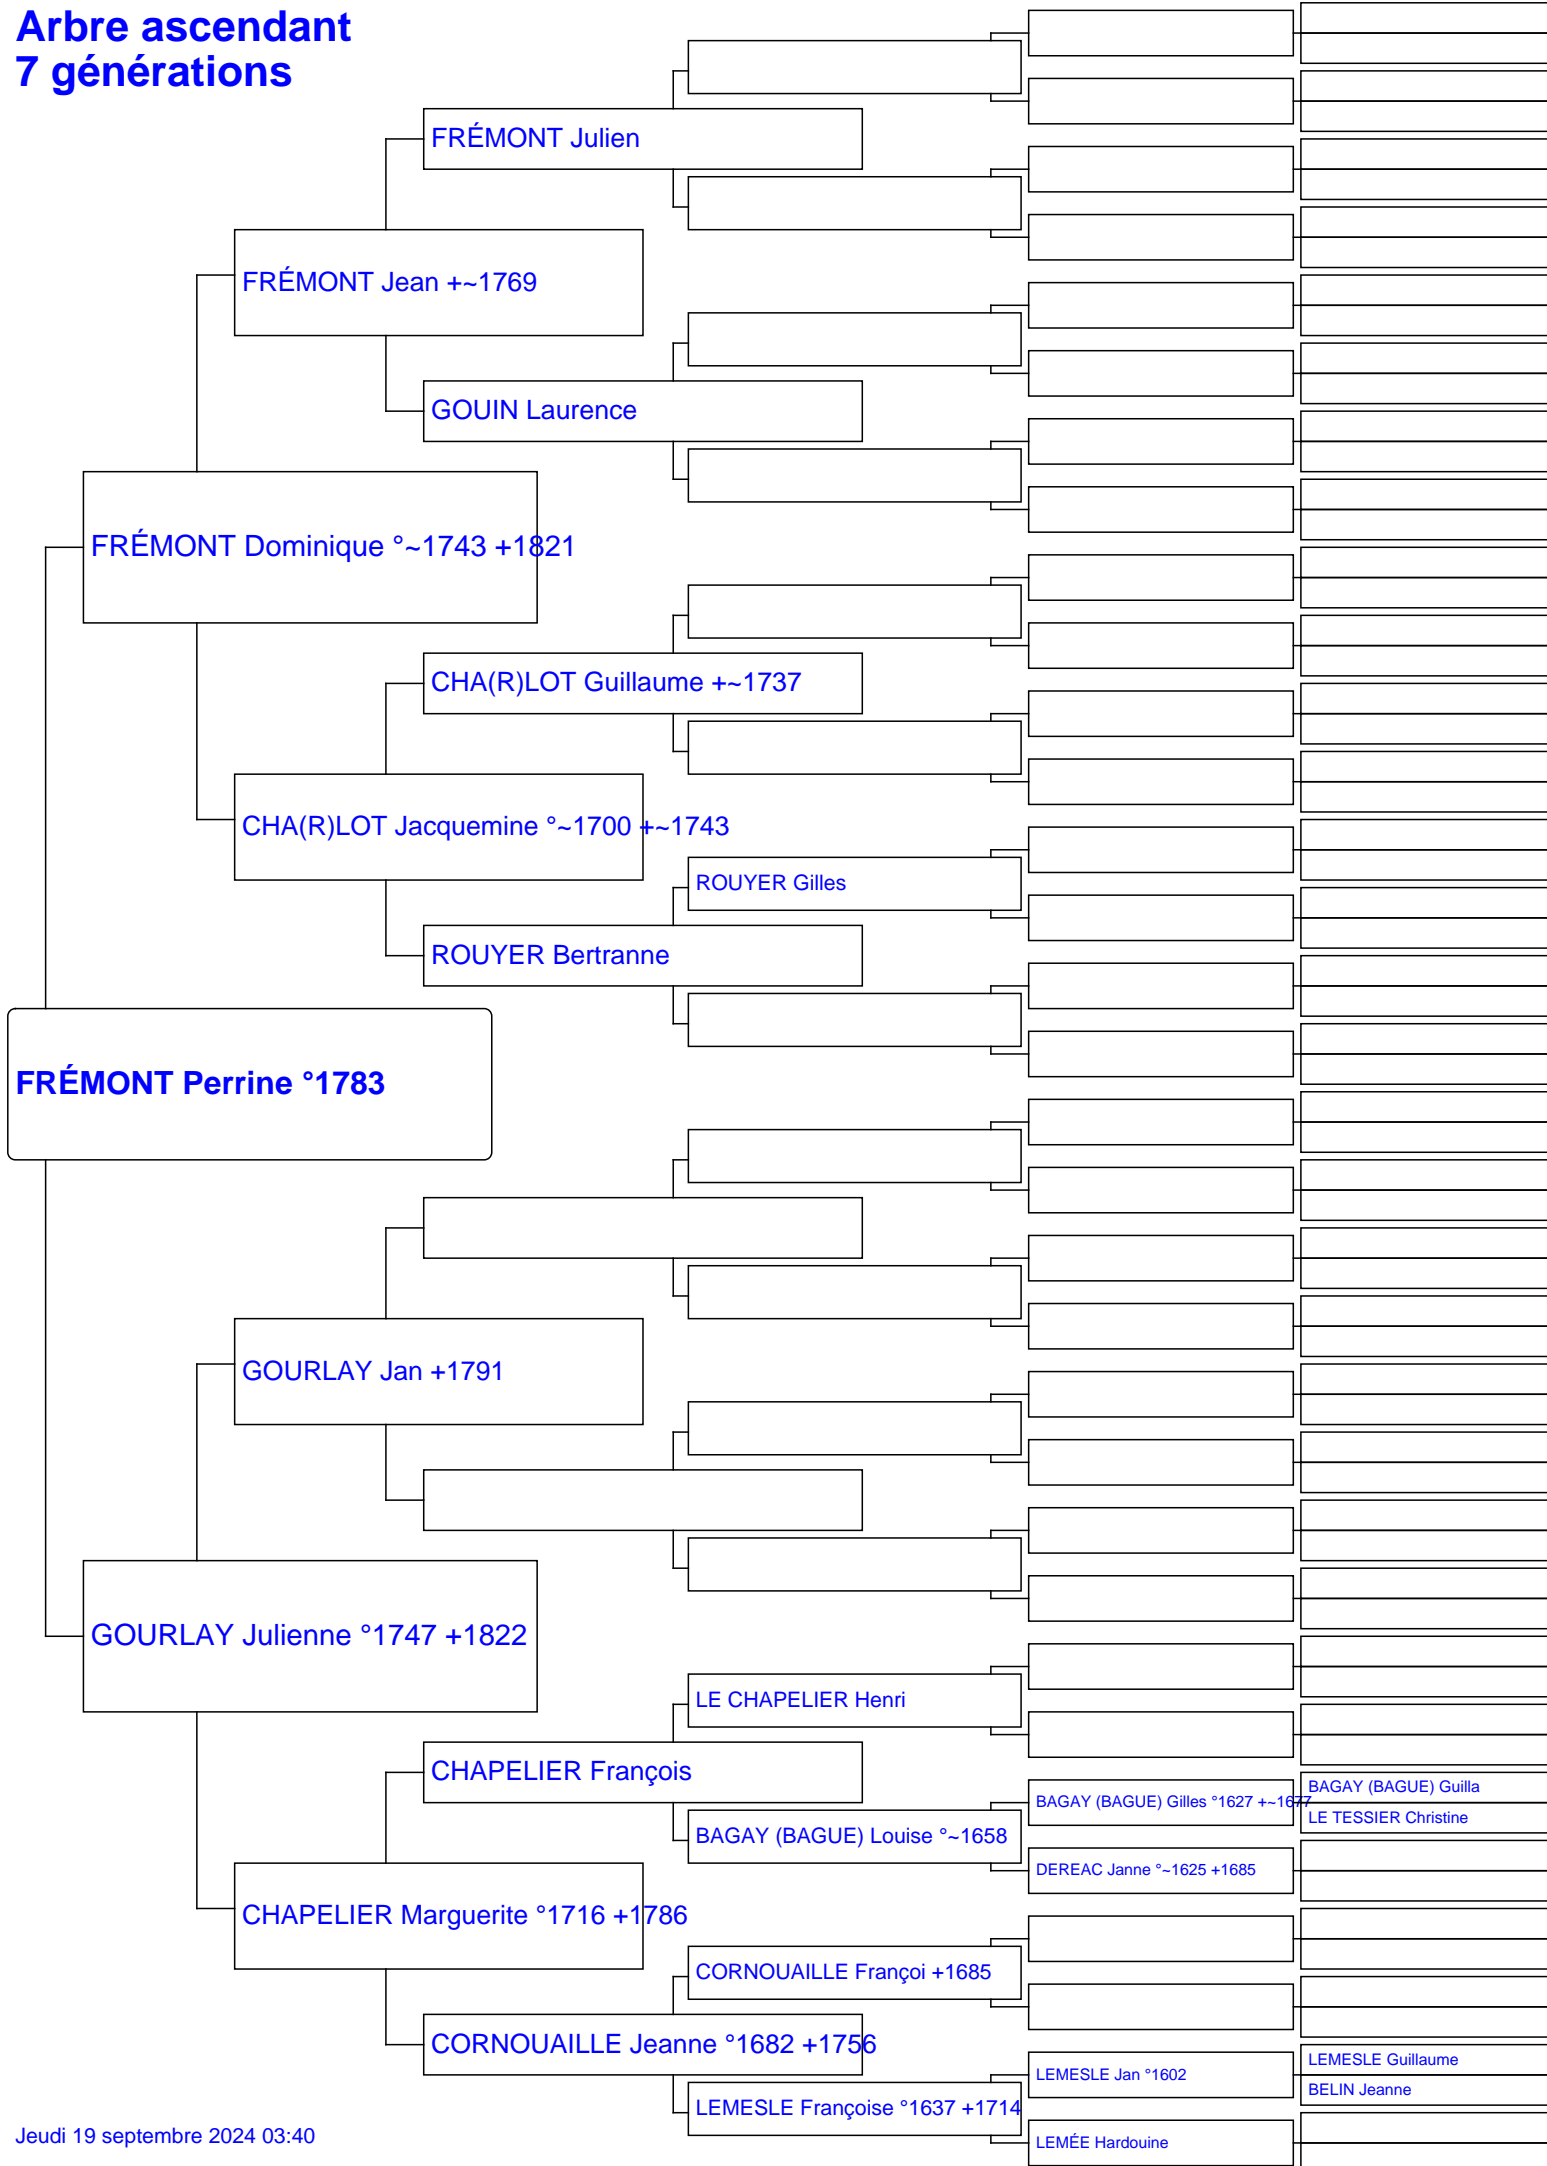 Arbre ascendant
7 générations
FRÉMONT Julien
FRÉMONT Jean +~1769
GOUIN Laurence
FRÉMONT Dominique °~1743 +1821
CHA(R)LOT Guillaume +~1737
CHA(R)LOT Jacquemine °~1700 +~1743
ROUYER Gilles
ROUYER Bertranne
FRÉMONT Perrine °1783
GOURLAY Jan +1791
GOURLAY Julienne °1747 +1822
LE CHAPELIER Henri
CHAPELIER François
BAGAY (BAGUE) Guilla
BAGAY (BAGUE) Gilles °1627 +~1677
LE TESSIER Christine
BAGAY (BAGUE) Louise °~1658
DEREAC Janne °~1625 +1685
CHAPELIER Marguerite °1716 +1786
CORNOUAILLE Françoi +1685
CORNOUAILLE Jeanne °1682 +1756
LEMESLE Guillaume
LEMESLE Jan °1602
BELIN Jeanne
LEMESLE Françoise °1637 +1714
LEMÉE Hardouine
Jeudi 19 septembre 2024 03:40